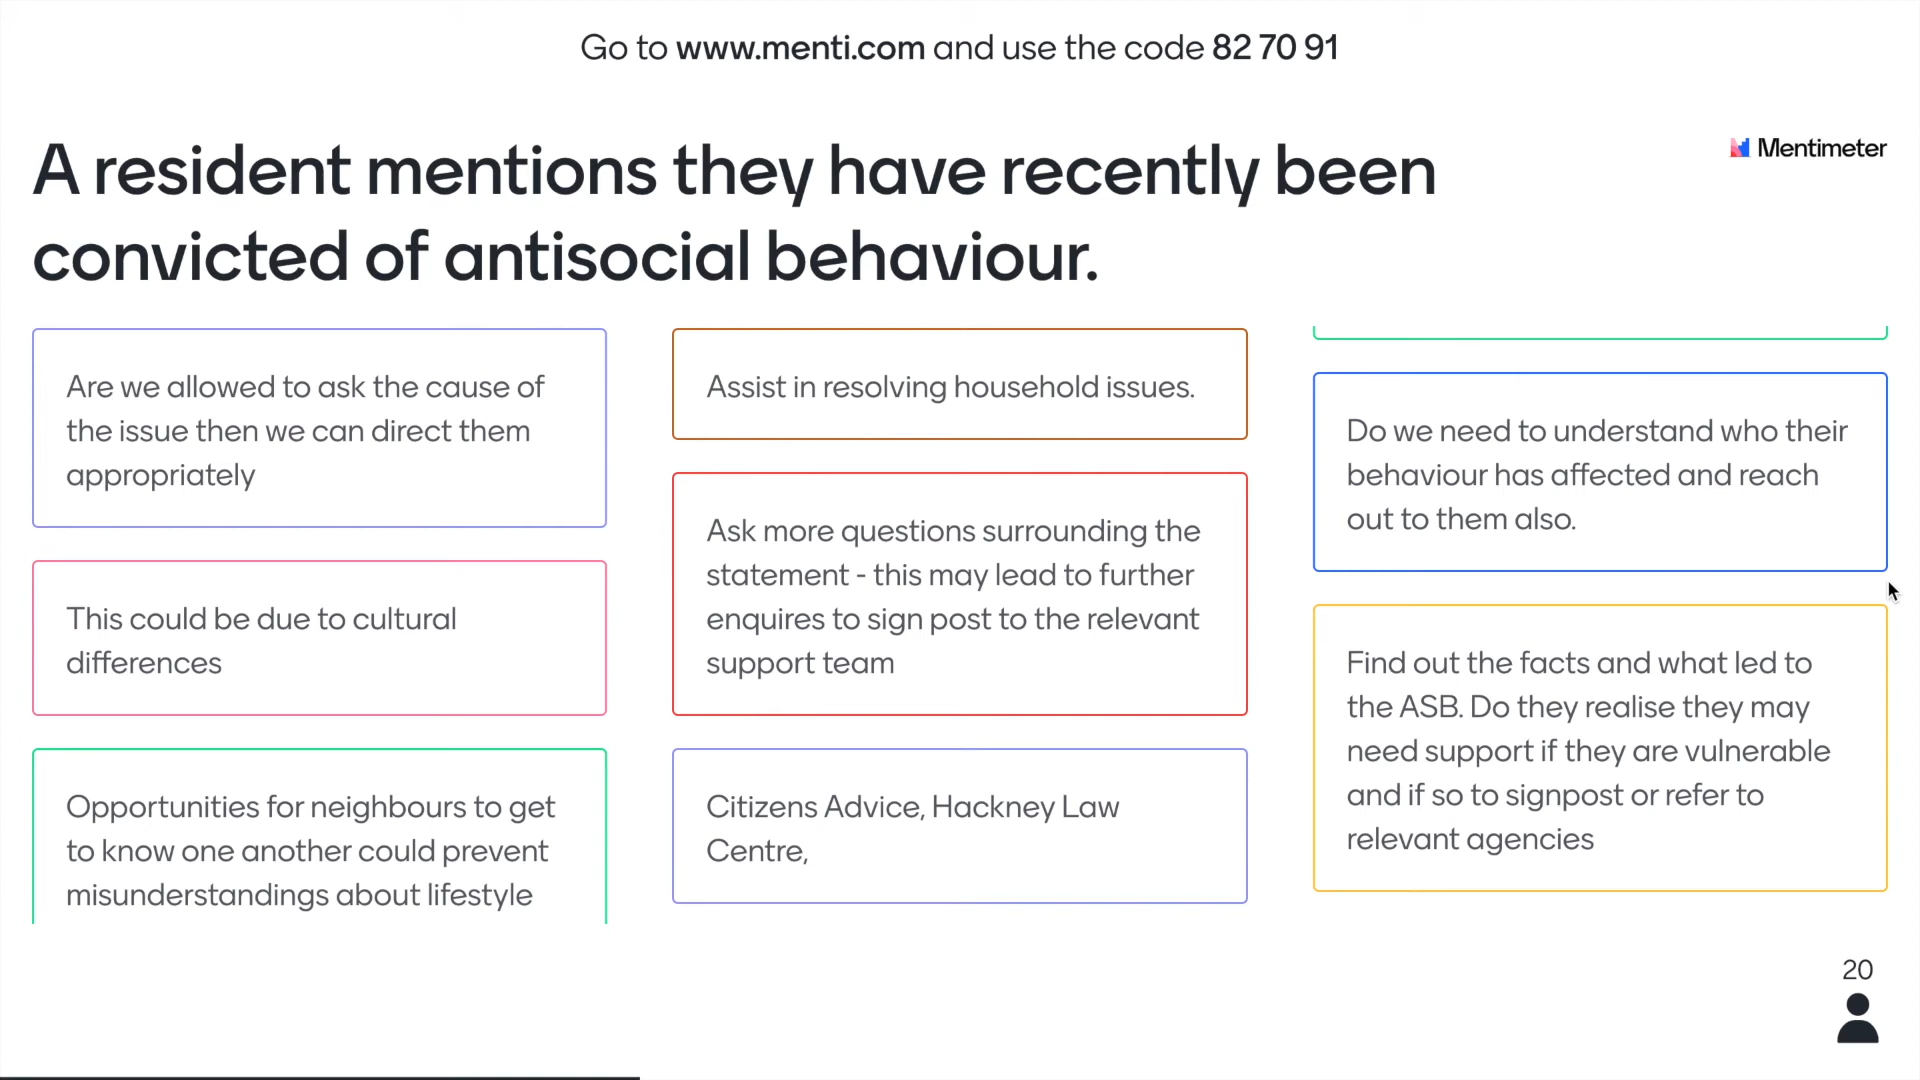 Go to www.menti.com and use the code 82 70 91
Mentimeter
A resident mentions they have recently been
convicted of antisocial behaviour.
Are we allowed to ask the cause of
the issue then we can direct them
appropriately
This could be due to cultural
differences
Opportunities for neighbours to get
to know one another could prevent
misunderstandings about lifestyle
Assist in resolving household issues.
Ask more questions surrounding the
statement - this may lead to further
enquires to sign post to the relevant
support team
Citizens Advice, Hackney Law
Centre,
Do we need to understand who their
behaviour has affected and reach
out to them also.
Find out the facts and what led to
the ASB. Do they realise they may
need support if they are vulnerable
and if so to signpost or refer to
relevant agencies
20